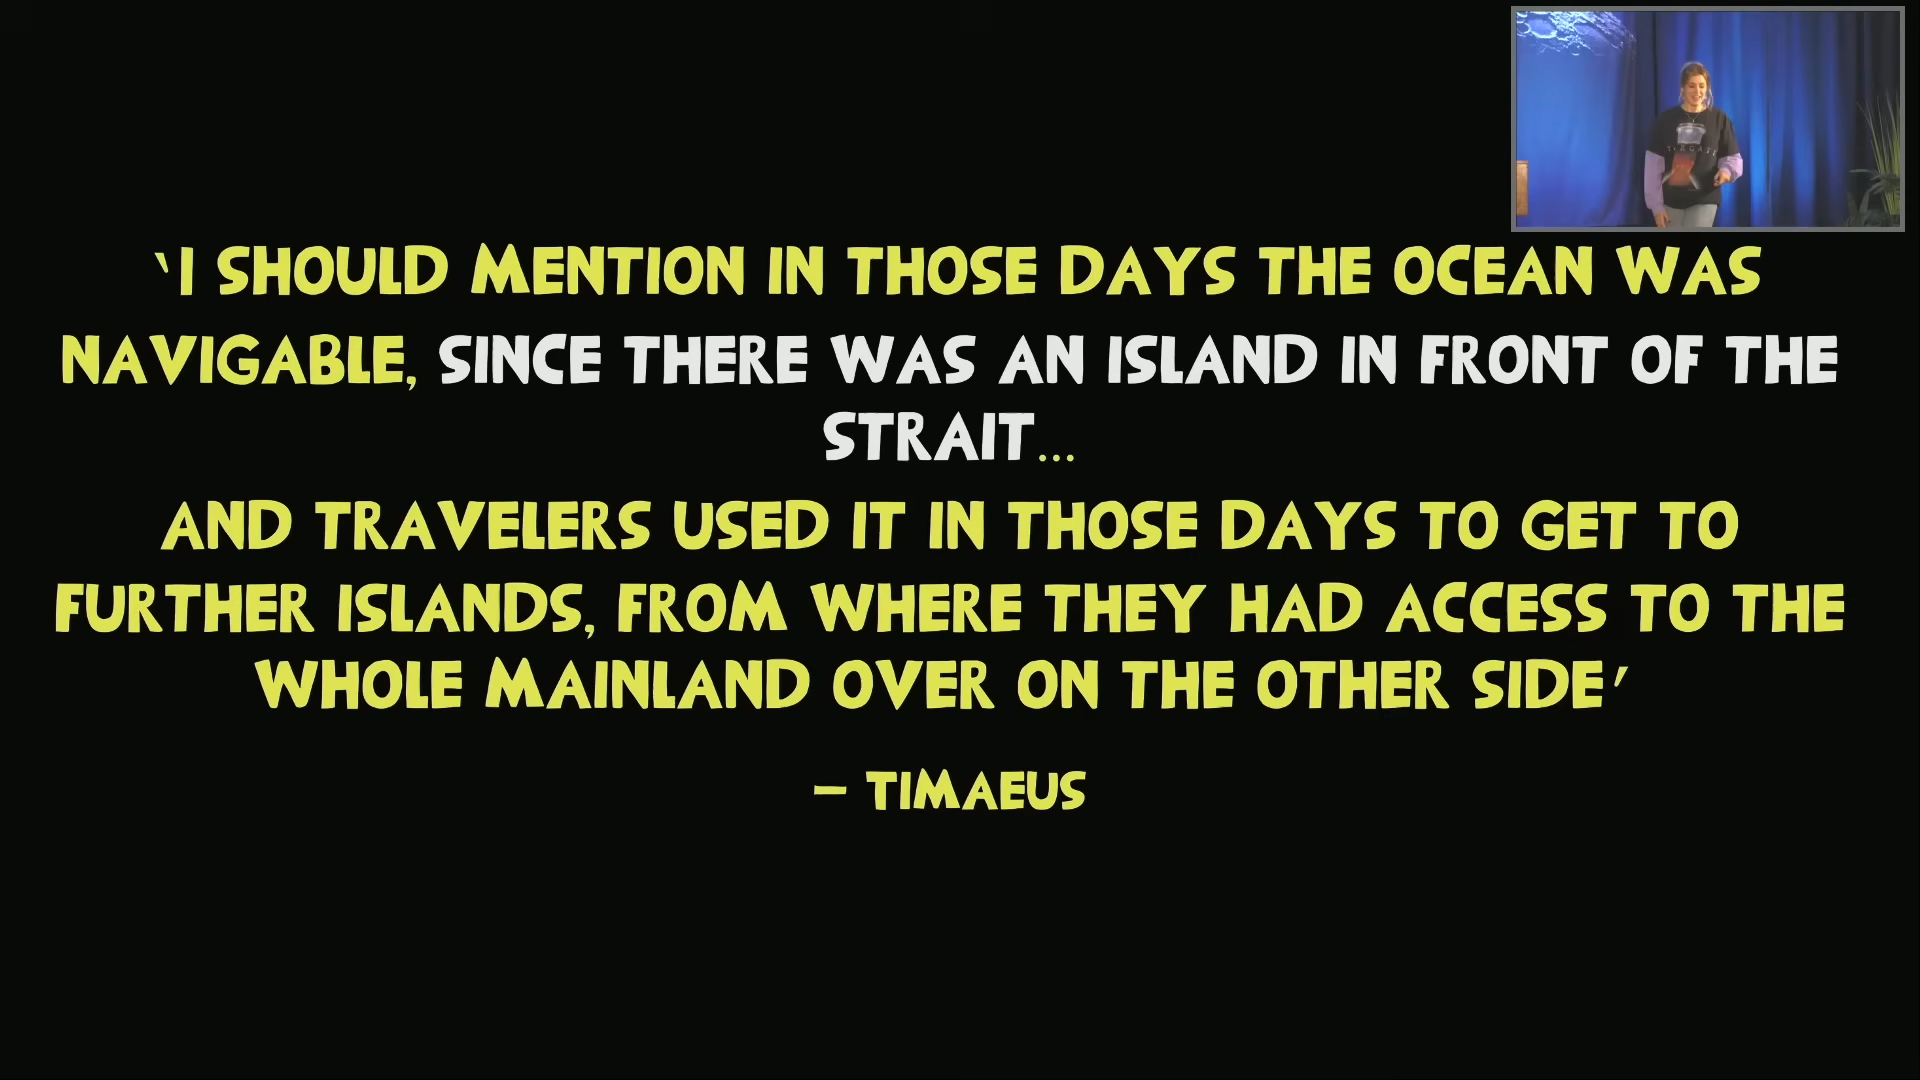 ‘I SHOULD MENTION IN THOSE DAYS THE OCEAN WAS
NAVIGABLE, SINCE THERE WAS AN ISLAND IN FRONT OF THE
STRAIT...
AND TRAVELERS USED IT IN THOSE DAYS TO GET TO
FURTHER ISLANDS, FROM WHERE THEY HAD ACCESS TO THE
WHOLE MAINLAND OVER ON THE OTHER SIDE’
– TIMAEUS